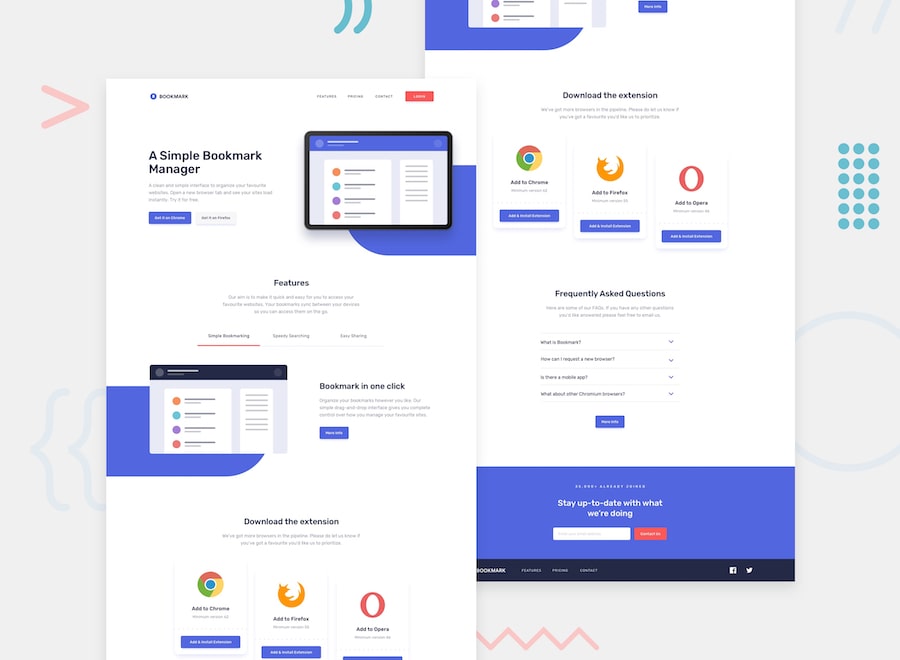 BOOKMARK
FEATURES
PRICING
CONTACT
LOGIN
A Simple Bookmark
Manager
A clean and simple interface to organize your favourite
websites. Open a new browser tab and see your sites load
instantly. Try it for free.
Get it on Chrome
Get it on Firefox
Features
Our aim is to make it quick and easy for you to access your
favourite websites. Your bookmarks sync between your devices
so you can access them on the go.
Simple Bookmarking
Speedy Searching
Easy Sharing
Bookmark in one click
Organize your bookmarks however you like. Our
simple drag-and-drop interface gives you complete
control over how you manage your favourite sites.
More Info
Download the extension
We've got more browsers in the pipeline. Please do let us know if
you've got a favourite you'd like us to prioritize.
Add to Chrome
Minimum version 62
Add & Install Extension
Add to Firefox
Minimum version 55
Add & Install Extension
Add to Opera
Minimum version 46
More Info
Download the extension
We've got more browsers in the pipeline. Please do let us know if
you've got a favourite you'd like us to prioritize.
Add to Chrome
Minimum version 62
Add & Install Extension
Add to Firefox
Minimum version 55
Add & Install Extension
Add to Opera
Minimum version 46
Add & Install Extension
Frequently Asked Questions
Here are some of our FAQs. If you have any other questions
you'd like answered please feel free to email us.
What is Bookmark?
How can I request a new browser?
Is there a mobile app?
What about other Chromium browsers?
More Info
35,000+ ALREADY JOINED
Stay up-to-date with what
we're doing
Contact Us
BOOKMARK
FEATURES
PRICING
CONTACT